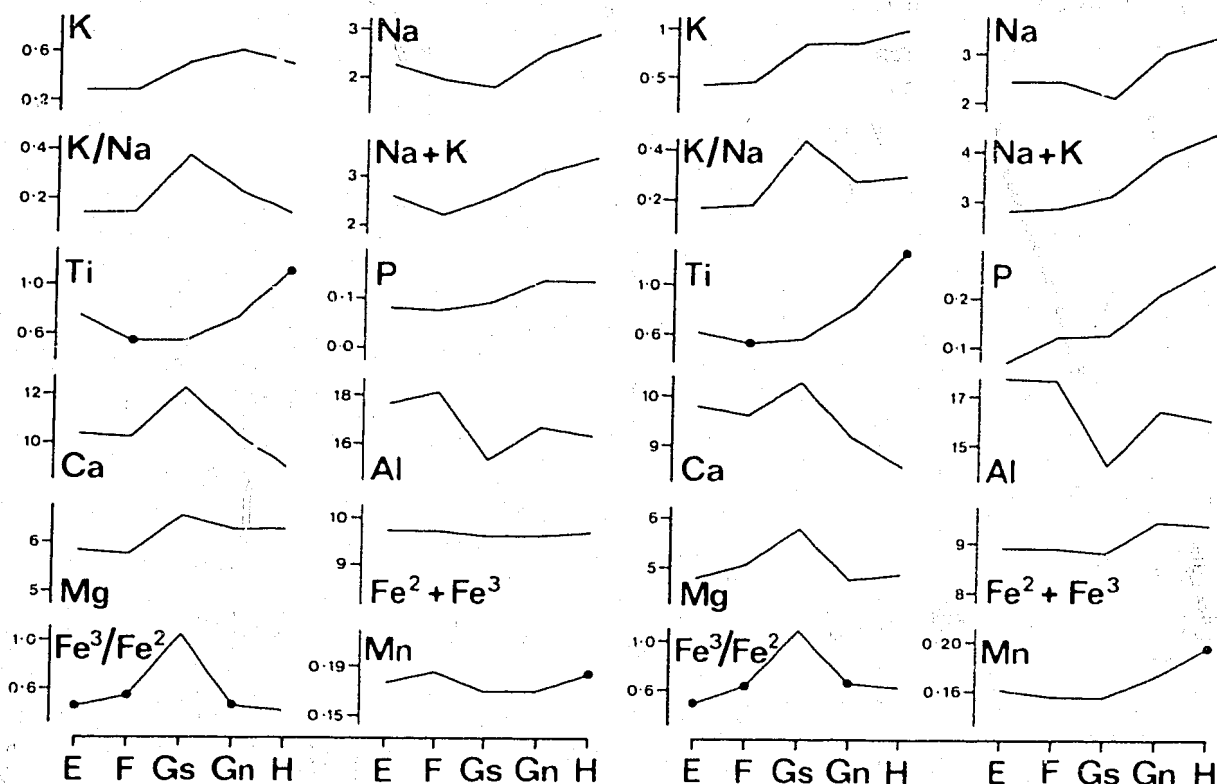 K Na K Na
0·6 3 1 3
0·2 2 0·5 2
K/Na Na+K K/Na Na+K
0·4 3 0·4 4
0·2 2 0·2 3
Ti P Ti P
1·0 0·1 1·0 0·2
0·6 0·0 0·6 0·1
12 18 10 17
10 16 9 15
Ca Al Ca Al
6 10 6 9
5 9 5 8
8
Mg Fe² + Fe³ Mg Fe² + Fe³
Fe³/Fe² Mn Fe³/Fe² Mn
1·0 0·19 1·0 0·20
0·6 0·15 0·6 0·16
E F Gs Gn H E F Gs Gn H E F Gs Gn H E F Gs Gn H